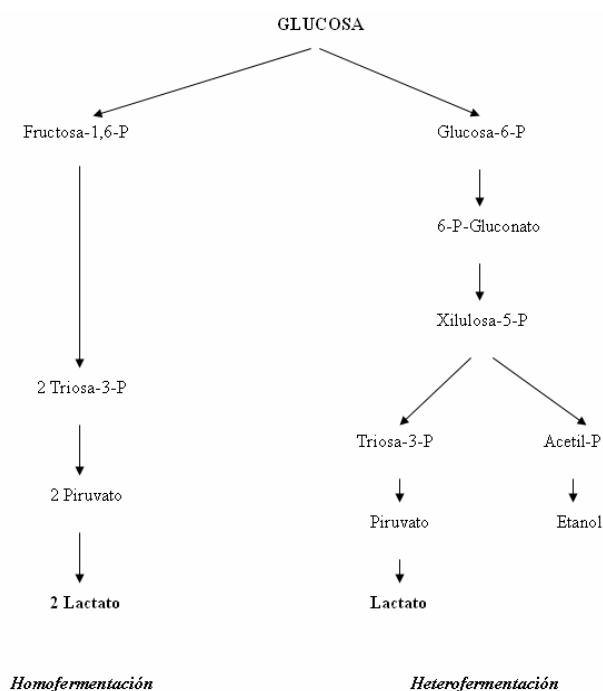 GLUCOSA
Fructosa-1,6-P
Glucosa-6-P
6-P-Gluconato
Xilulosa-5-P
2 Triosa-3-P
Triosa-3-P
Acetil-P
2 Piruvato
Piruvato
Etanol
2 Lactato
Lactato
Homofermentación
Heterofermentación